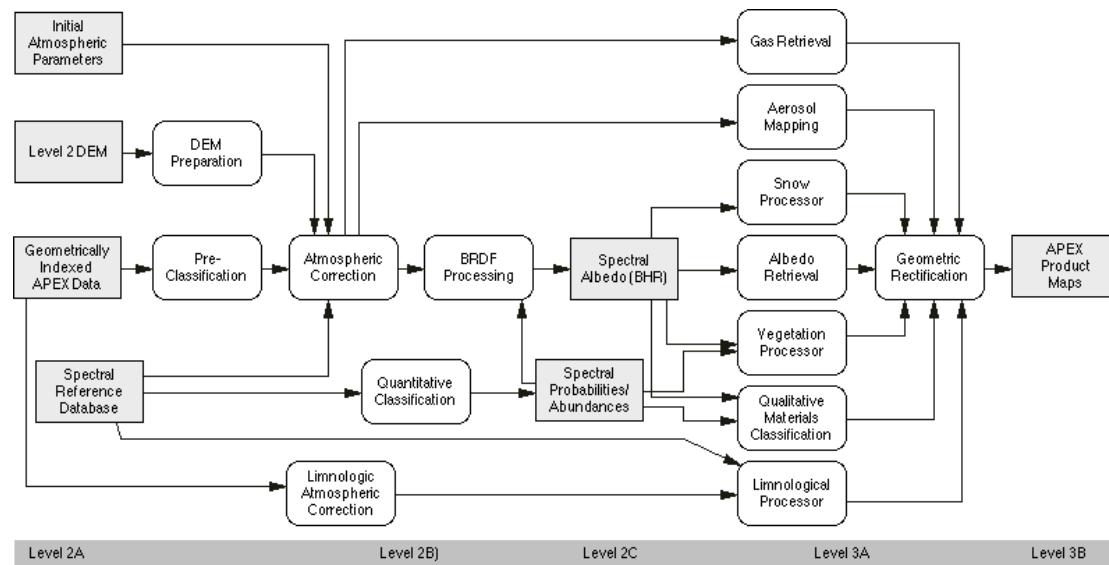 Initial
Atmospheric
Parameters
Gas Retrieval
Aerosol
Mapping
Level 2 DEM
DEM
Preparation
Snow
Processor
Geometrically
Indexed
APEX Data
Pre-
Classification
Atmospheric
Correction
BRDF
Processing
Spectral
Albedo (BHR)
Albedo
Retrieval
Geometric
Rectification
APEX
Product
Maps
Vegetation
Processor
Spectral
Reference
Database
Quantitative
Classification
Spectral
Probabilities/
Abundances
Qualitative
Materials
Classification
Limnologic
Atmospheric
Correction
Limnological
Processor
Level 2A
Level 2B)
Level 2C
Level 3A
Level 3B